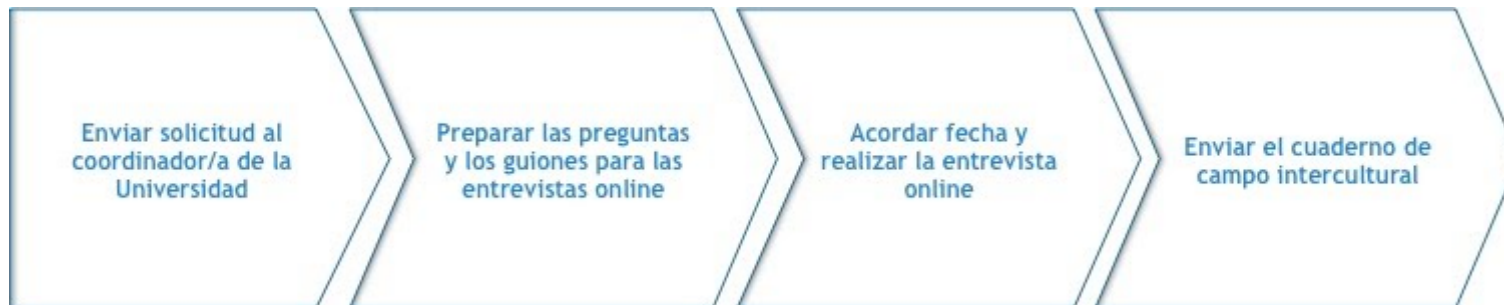 Enviar solicitud al
coordinador/a de la
Universidad
Preparar las preguntas
y los guiones para las
entrevistas online
Acordar fecha y
realizar la entrevista
online
Enviar el cuaderno de
campo intercultural